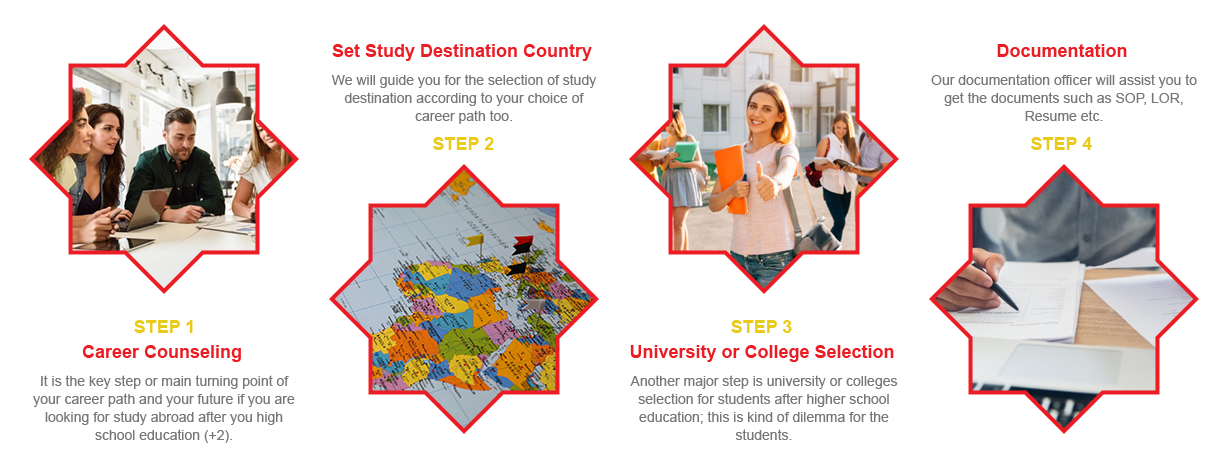 STEP 1
Career Counseling
It is the key step or main turning point of
your career path and your future if you are
looking for study abroad after you high
school education (+2).
Set Study Destination Country
We will guide you for the selection of study
destination according to your choice of
career path too.
STEP 2
STEP 3
University or College Selection
Another major step is university or colleges
selection for students after higher school
education; this is kind of dilemma for the
students.
Documentation
Our documentation officer will assist you to
get the documents such as SOP, LOR,
Resume etc.
STEP 4